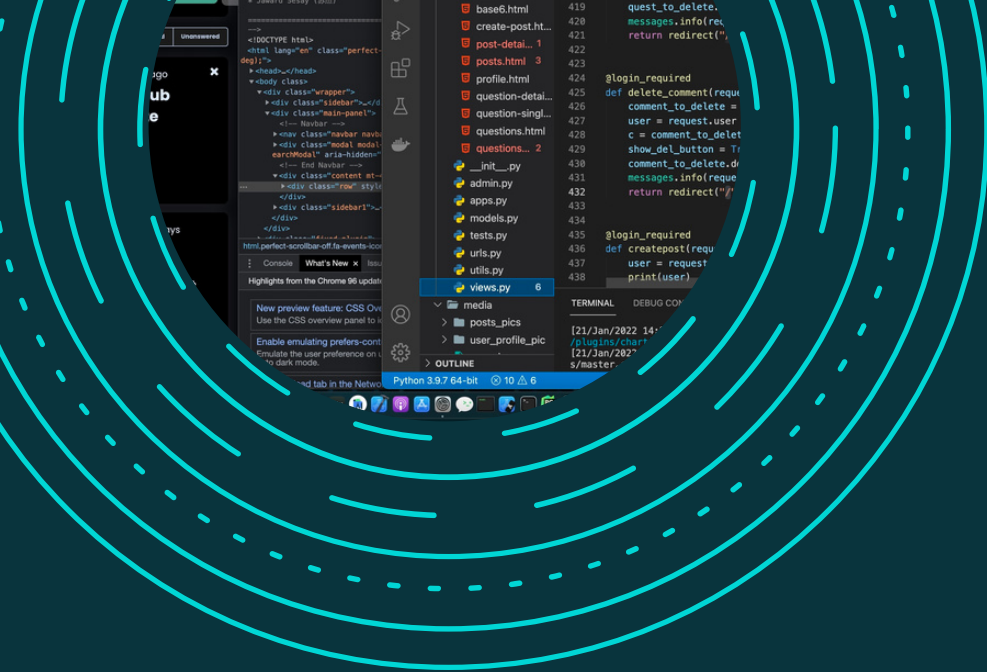 Unanswered
ago
ub
e
ays
<!DOCTYPE html>
<html lang="en" class="perfect-
deg);">
<head>…</head>
<body class
<div class="wrapper">
<div class="sidebar">…</d
<div class="main-panel">
<!-- Navbar -->
<nav class="navbar navba
<div class="modal modal-
earchModal" aria-hidden="
<!-- End Navbar -->
<div class="content mt-
<div class="row" style
</div>
<div class="sidebar1">…
</div>
</div>
html.perfect-scrollbar-off.fa-events-icon
Console What's New × Issu
Highlights from the Chrome 96 update
New preview feature: CSS Ove
Use the CSS overview panel to i
Enable emulating prefers-cont
Emulate the user preference on
to dark mode.
ad tab in the Netwo
base6.html
create-post.ht...
post-detai... 1
posts.html 3
profile.html
question-detai...
question-singl...
questions.html
questions... 2
__init__.py
admin.py
apps.py
models.py
tests.py
urls.py
utils.py
views.py 6
media
posts_pics
user_profile_pic
OUTLINE
Python 3.9.7 64-bit 10 6
419 quest_to_delete.
420 messages.info(req
421 return redirect("
422
423
424 @login_required
425 def delete_comment(reque
426 comment_to_delete =
427 user = request.user
428 c = comment_to_delet
429 show_del_button = Tr
430 comment_to_delete.de
431 messages.info(reque
432 return redirect("/
433
434
435 @login_required
436 def createpost(requ
437 user = request
438 print(user)
TERMINAL DEBUG CON
[21/Jan/2022 14:
/plugins/chart
[21/Jan/2022
s/master